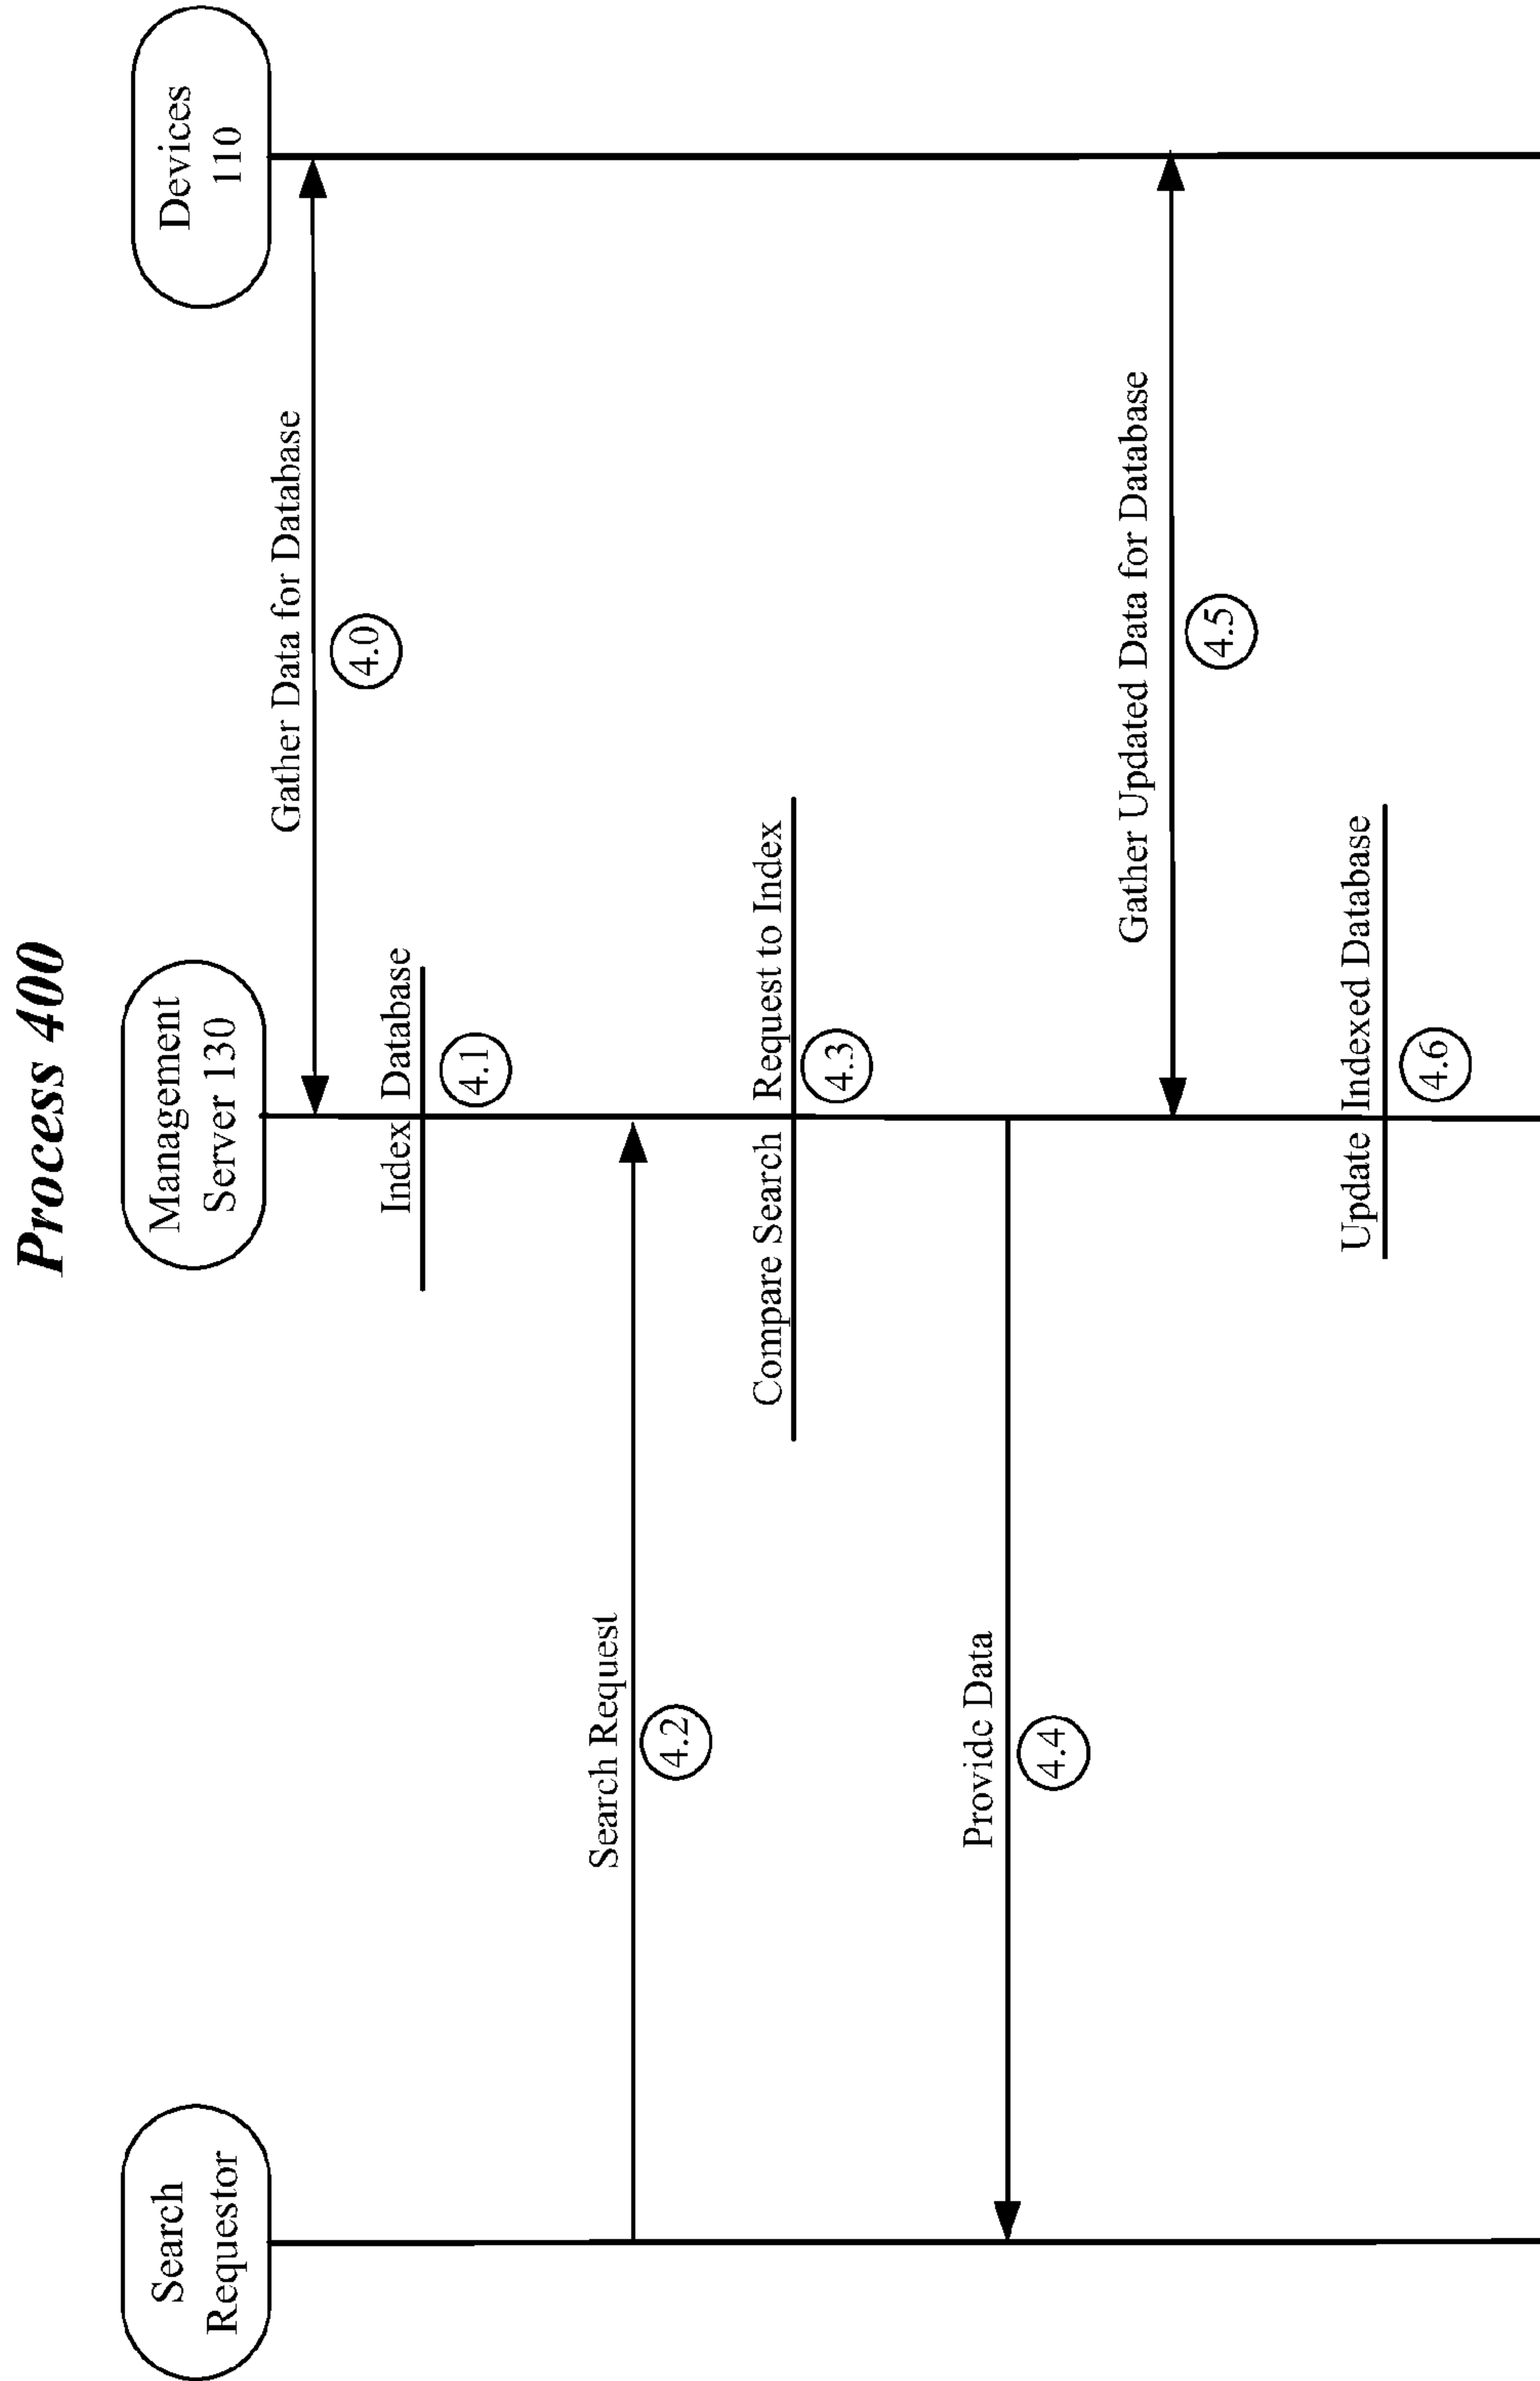 Process 400
Search
Requestor
Management
Server 130
Devices
110
Gather Data for Database
4.0
Index Database
4.1
Search Request
4.2
Compare Search Request to Index
4.3
Provide Data
4.4
Gather Updated Data for Database
4.5
Update Indexed Database
4.6